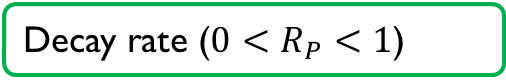 Decay rate (0 < R_P < 1)